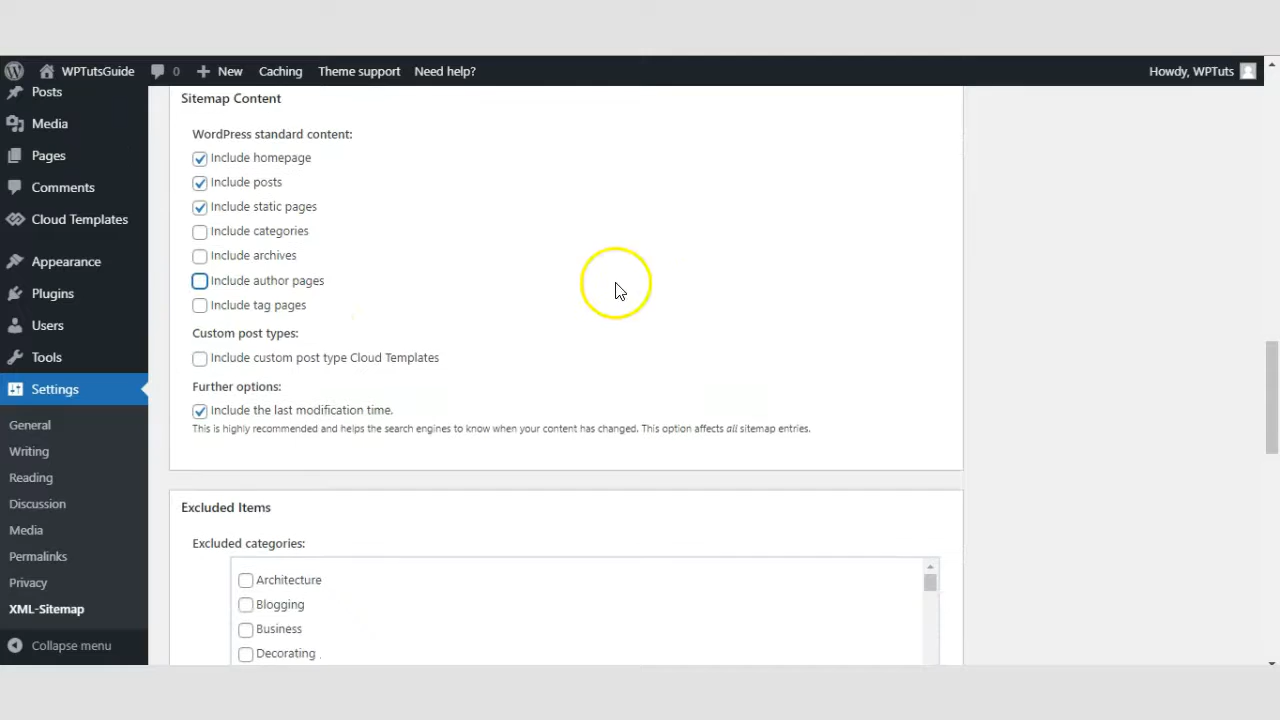 WPTutsGuide 0 New Caching Theme support Need help? Howdy, WPTuts
Posts
Media
Pages
Comments
Cloud Templates
Appearance
Plugins
Users
Tools
Settings
General
Writing
Reading
Discussion
Media
Permalinks
Privacy
XML-Sitemap
Collapse menu
Sitemap Content
WordPress standard content:
Include homepage
Include posts
Include static pages
Include categories
Include archives
Include author pages
Include tag pages
Custom post types:
Include custom post type Cloud Templates
Further options:
Include the last modification time.
This is highly recommended and helps the search engines to know when your content has changed. This option affects all sitemap entries.
Excluded Items
Excluded categories:
Architecture
Blogging
Business
Decorating .